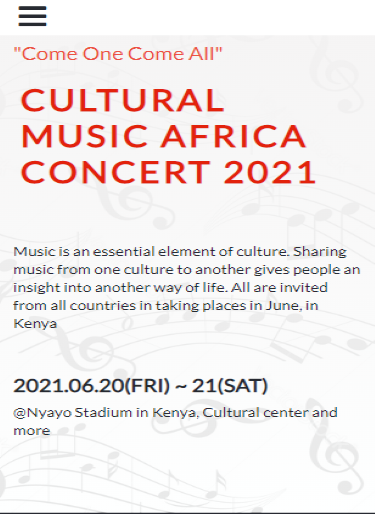 "Come One Come All"
CULTURAL
MUSIC AFRICA
CONCERT 2021
Music is an essential element of culture. Sharing
music from one culture to another gives people an
insight into another way of life. All are invited
from all countries in taking places in June, in
Kenya
2021.06.20(FRI) ~ 21(SAT)
@Nyayo Stadium in Kenya, Cultural center and
more